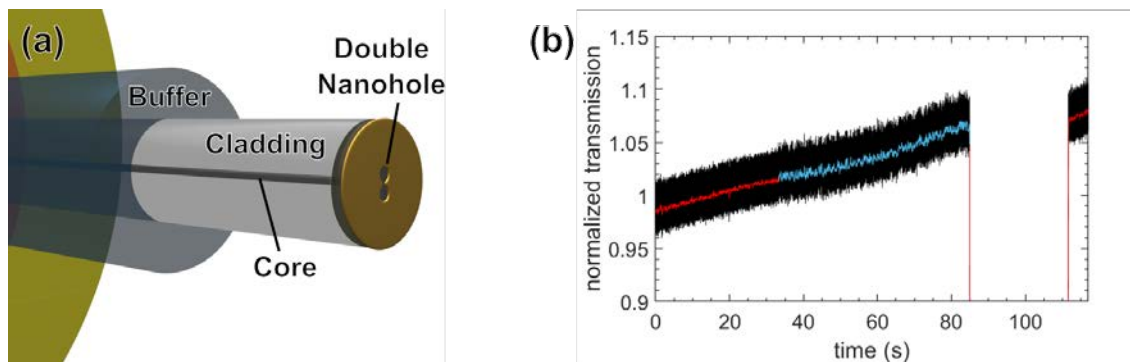 (a)
Double
Nanohole
Buffer
Cladding
Core
(b)
normalized transmission
1.15
1.1
1.05
1
0.95
0.9
0 20 40 60 80 100
time (s)